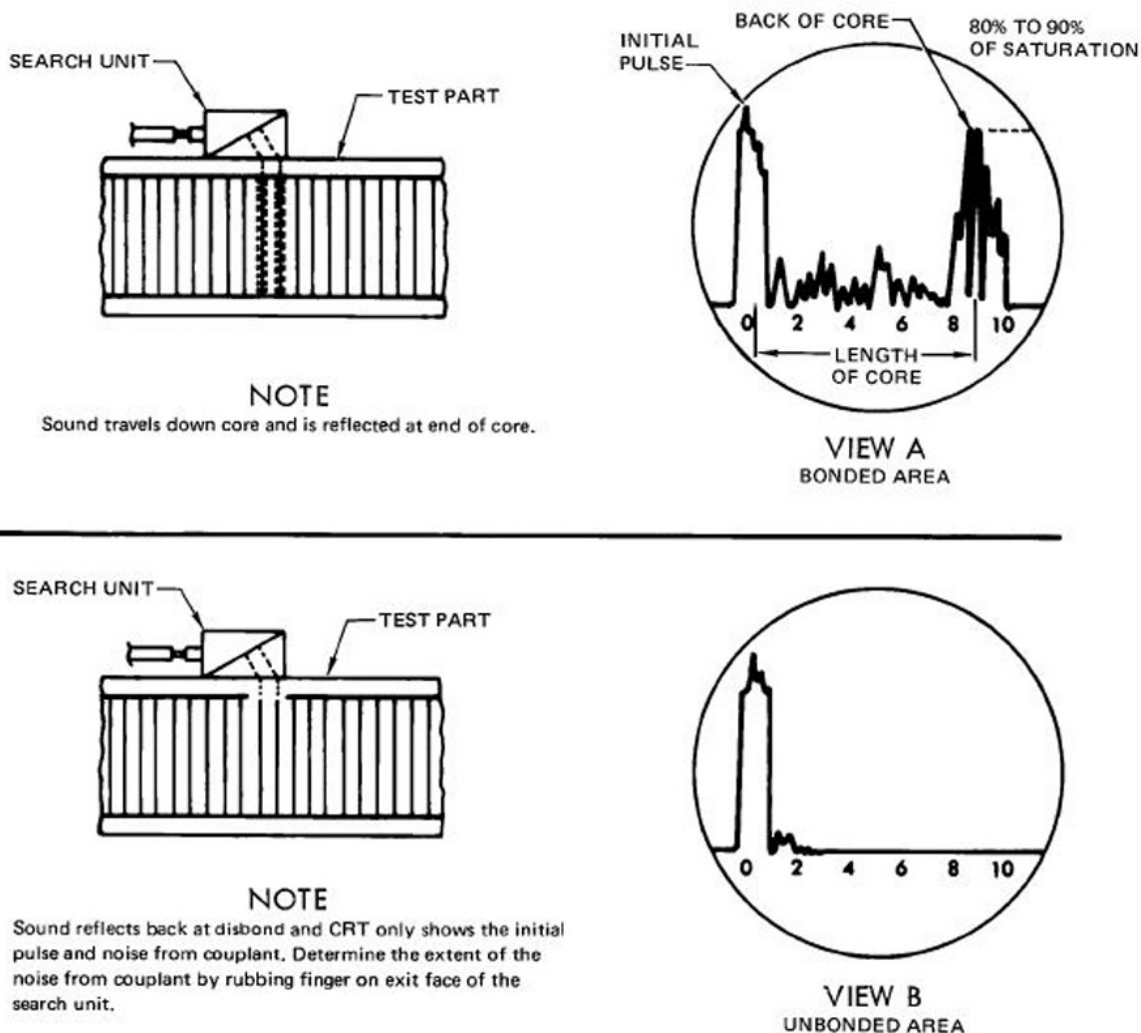 SEARCH UNIT
TEST PART
NOTE
Sound travels down core and is reflected at end of core.
INITIAL
PULSE
BACK OF CORE
80% TO 90%
OF SATURATION
0 2 4 6 8 10
LENGTH
OF CORE
VIEW A
BONDED AREA
SEARCH UNIT
TEST PART
NOTE
Sound reflects back at disbond and CRT only shows the initial
pulse and noise from couplant. Determine the extent of the
noise from couplant by rubbing finger on exit face of the
search unit.
0 2 4 6 8 10
VIEW B
UNBONDED AREA